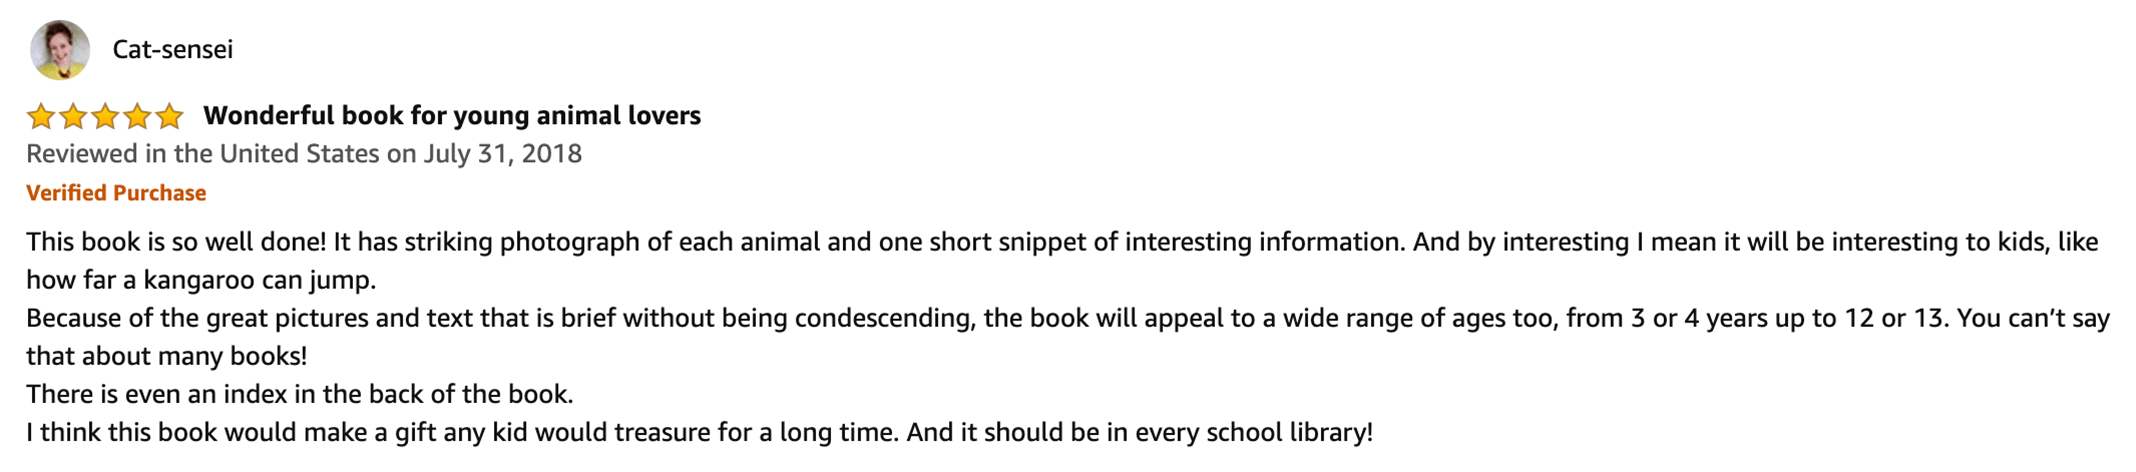 Cat-sensei
Wonderful book for young animal lovers
Reviewed in the United States on July 31, 2018
Verified Purchase
This book is so well done! It has striking photograph of each animal and one short snippet of interesting information. And by interesting I mean it will be interesting to kids, like
how far a kangaroo can jump.
Because of the great pictures and text that is brief without being condescending, the book will appeal to a wide range of ages too, from 3 or 4 years up to 12 or 13. You can’t say
that about many books!
There is even an index in the back of the book.
I think this book would make a gift any kid would treasure for a long time. And it should be in every school library!